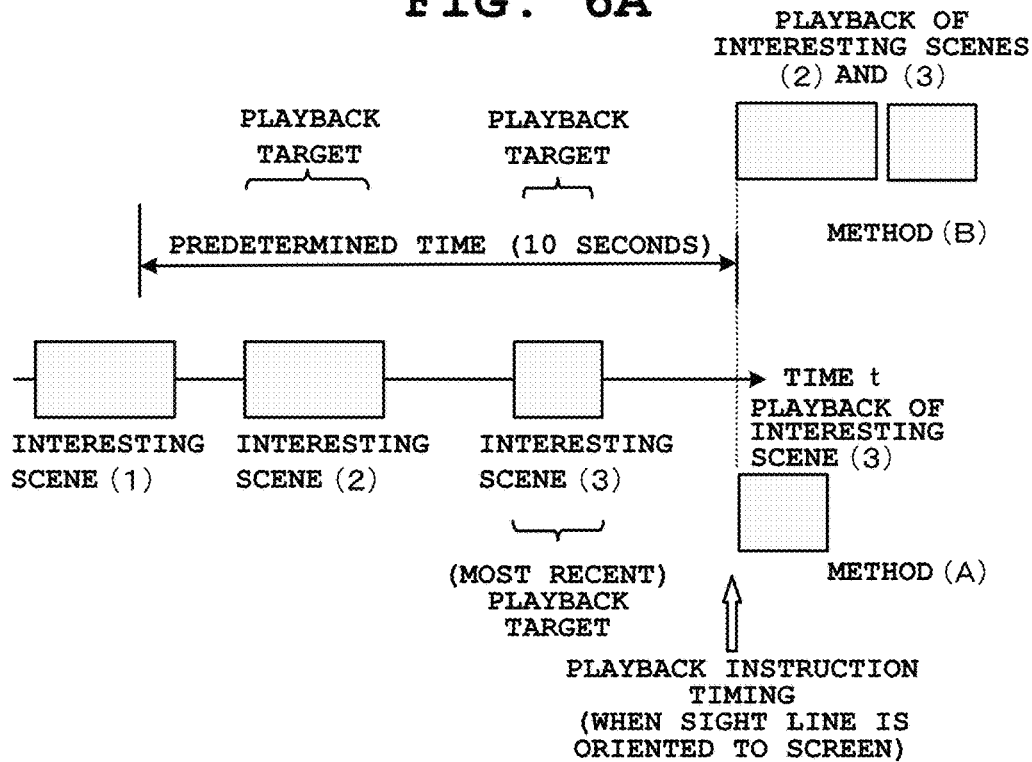 FIG. 6A
PLAYBACK OF
INTERESTING SCENES
(2) AND (3)
PLAYBACK
TARGET
PLAYBACK
TARGET
METHOD (B)
PREDETERMINED TIME (10 SECONDS)
TIME t
PLAYBACK OF
INTERESTING
SCENE (3)
INTERESTING
SCENE (1)
INTERESTING
SCENE (2)
INTERESTING
SCENE (3)
METHOD (A)
(MOST RECENT)
PLAYBACK
TARGET
PLAYBACK INSTRUCTION
TIMING
(WHEN SIGHT LINE IS
ORIENTED TO SCREEN)